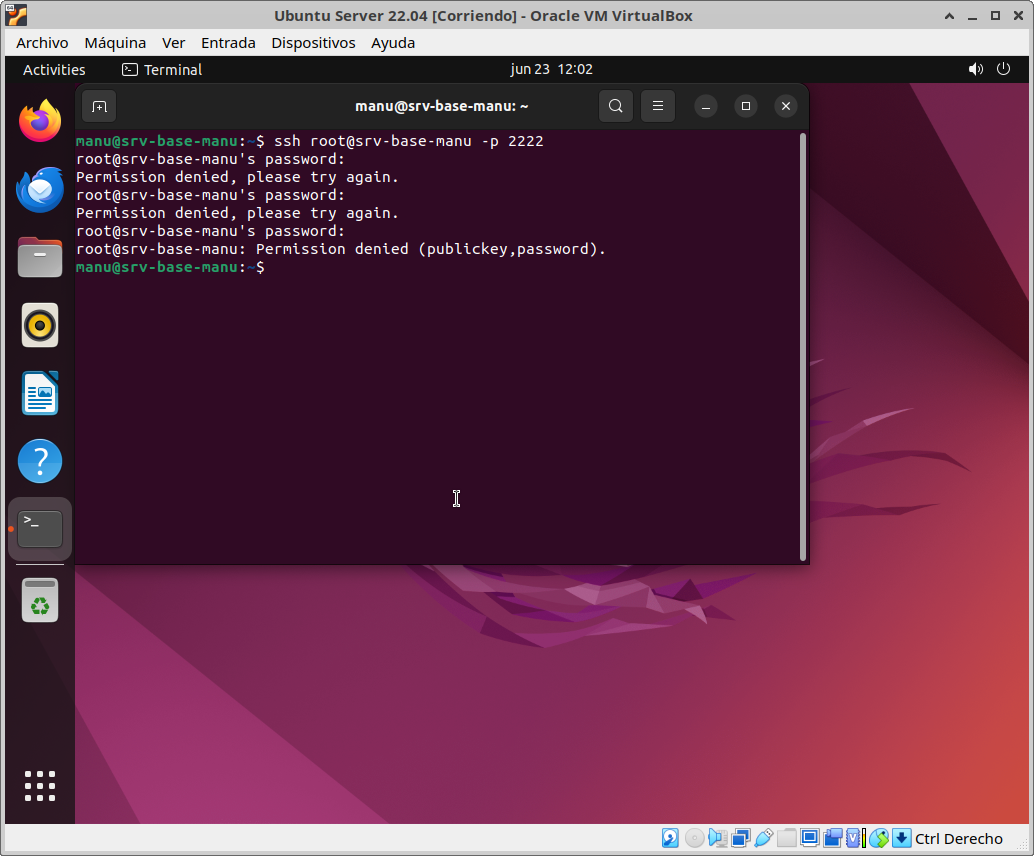 Ubuntu Server 22.04 [Corriendo] - Oracle VM VirtualBox
Archivo Máquina Ver Entrada Dispositivos Ayuda
Activities Terminal jun 23 12:02
manu@srv-base-manu: ~
manu@srv-base-manu:~$ ssh root@srv-base-manu -p 2222
root@srv-base-manu's password:
Permission denied, please try again.
root@srv-base-manu's password:
Permission denied, please try again.
root@srv-base-manu's password:
root@srv-base-manu: Permission denied (publickey,password).
manu@srv-base-manu:~$
Ctrl Derecho